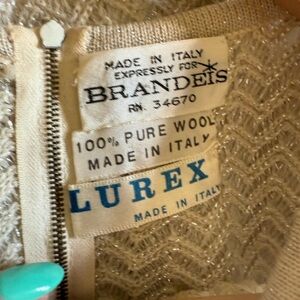 MADE IN ITALY
EXPRESSLY FOR
BRANDEIS
RN. 34670
100% PURE WOOL
MADE IN ITALY
LUREX
MADE IN ITALY